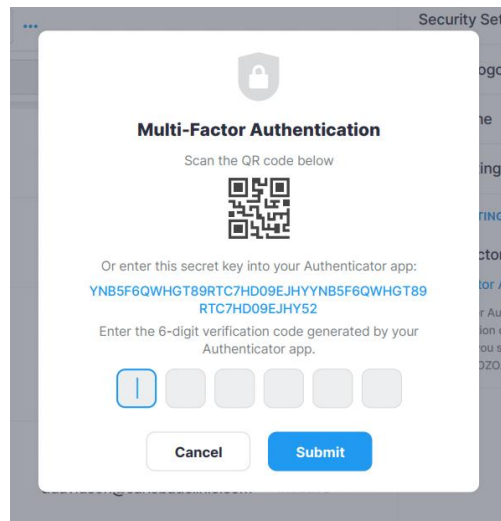 Security Set
Multi-Factor Authentication
Scan the QR code below
Or enter this secret key into your Authenticator app:
YNB5F6QWHGT89RTC7HD09EJHYYNB5F6QWHGT89
RTC7HD09EJHY52
Enter the 6-digit verification code generated by your
Authenticator app.
Cancel
Submit